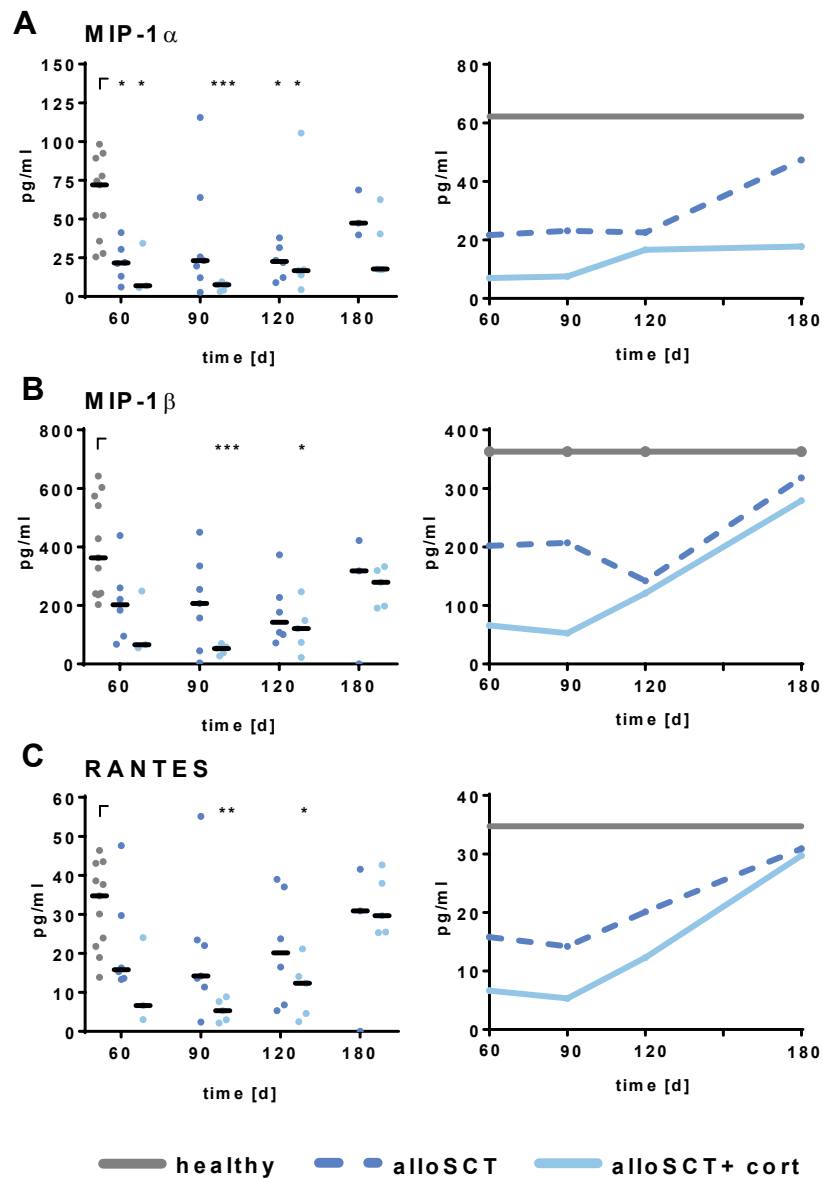 A
MIP-1α
150
125
100
75
50
25
0
pg/ml
* * *** * *
60 90 120 180
time [d]
80
60
40
20
0
pg/ml
60 90 120 180
time [d]
B
MIP-1β
800
600
400
200
0
pg/ml
*** *
60 90 120 180
time [d]
400
300
200
100
0
pg/ml
60 90 120 180
time [d]
C
RANTES
60
50
40
30
20
10
0
pg/ml
** *
60 90 120 180
time [d]
40
30
20
10
0
pg/ml
60 90 120 180
time [d]
healthy alloSCT alloSCT+ cort